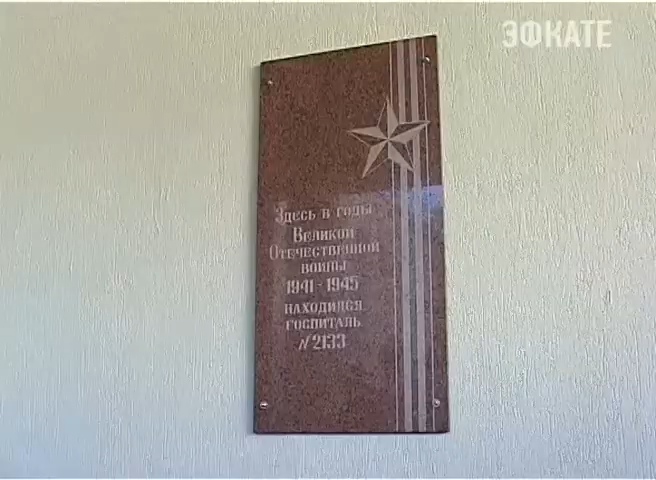 ЭФКАТЕ
Здесь в годы
Великой
Отечественной
войны
1941-1945
находился
госпиталь
№2133